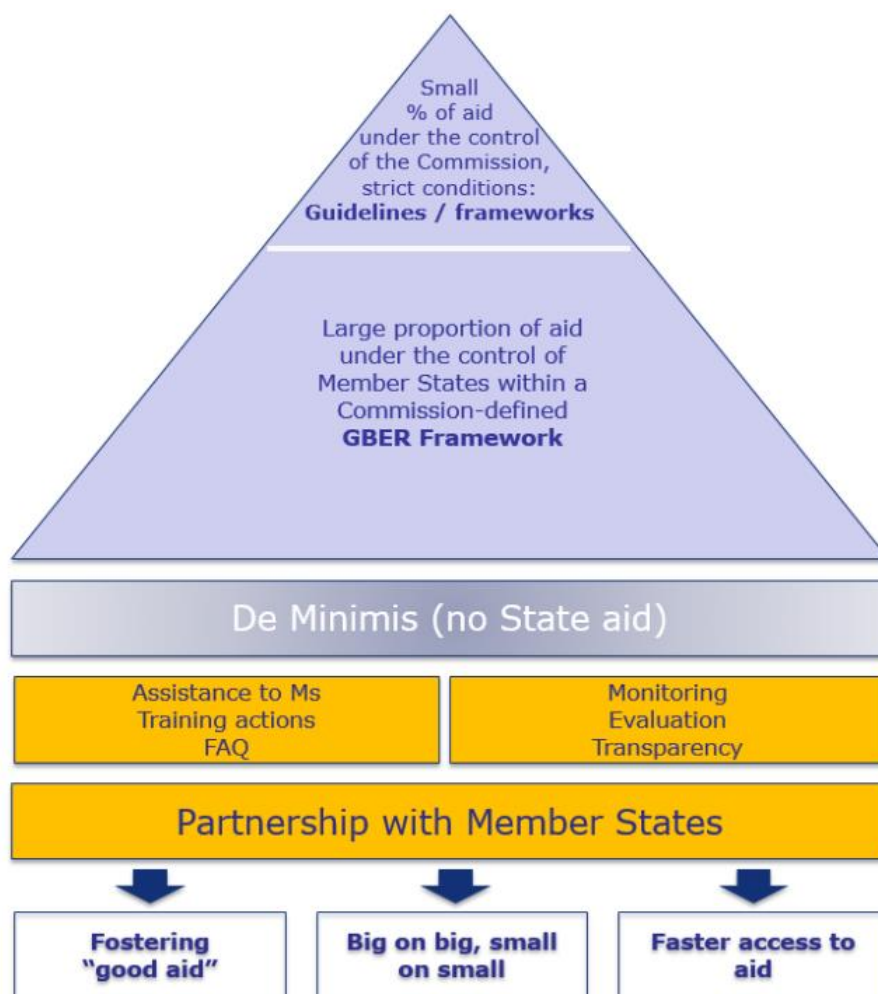 Small
% of aid
under the control
of the Commission,
strict conditions:
Guidelines / frameworks
Large proportion of aid
under the control of
Member States within a
Commission-defined
GBER Framework
De Minimis (no State aid)
Assistance to Ms
Training actions
FAQ
Monitoring
Evaluation
Transparency
Partnership with Member States
Fostering
“good aid”
Big on big, small
on small
Faster access to
aid